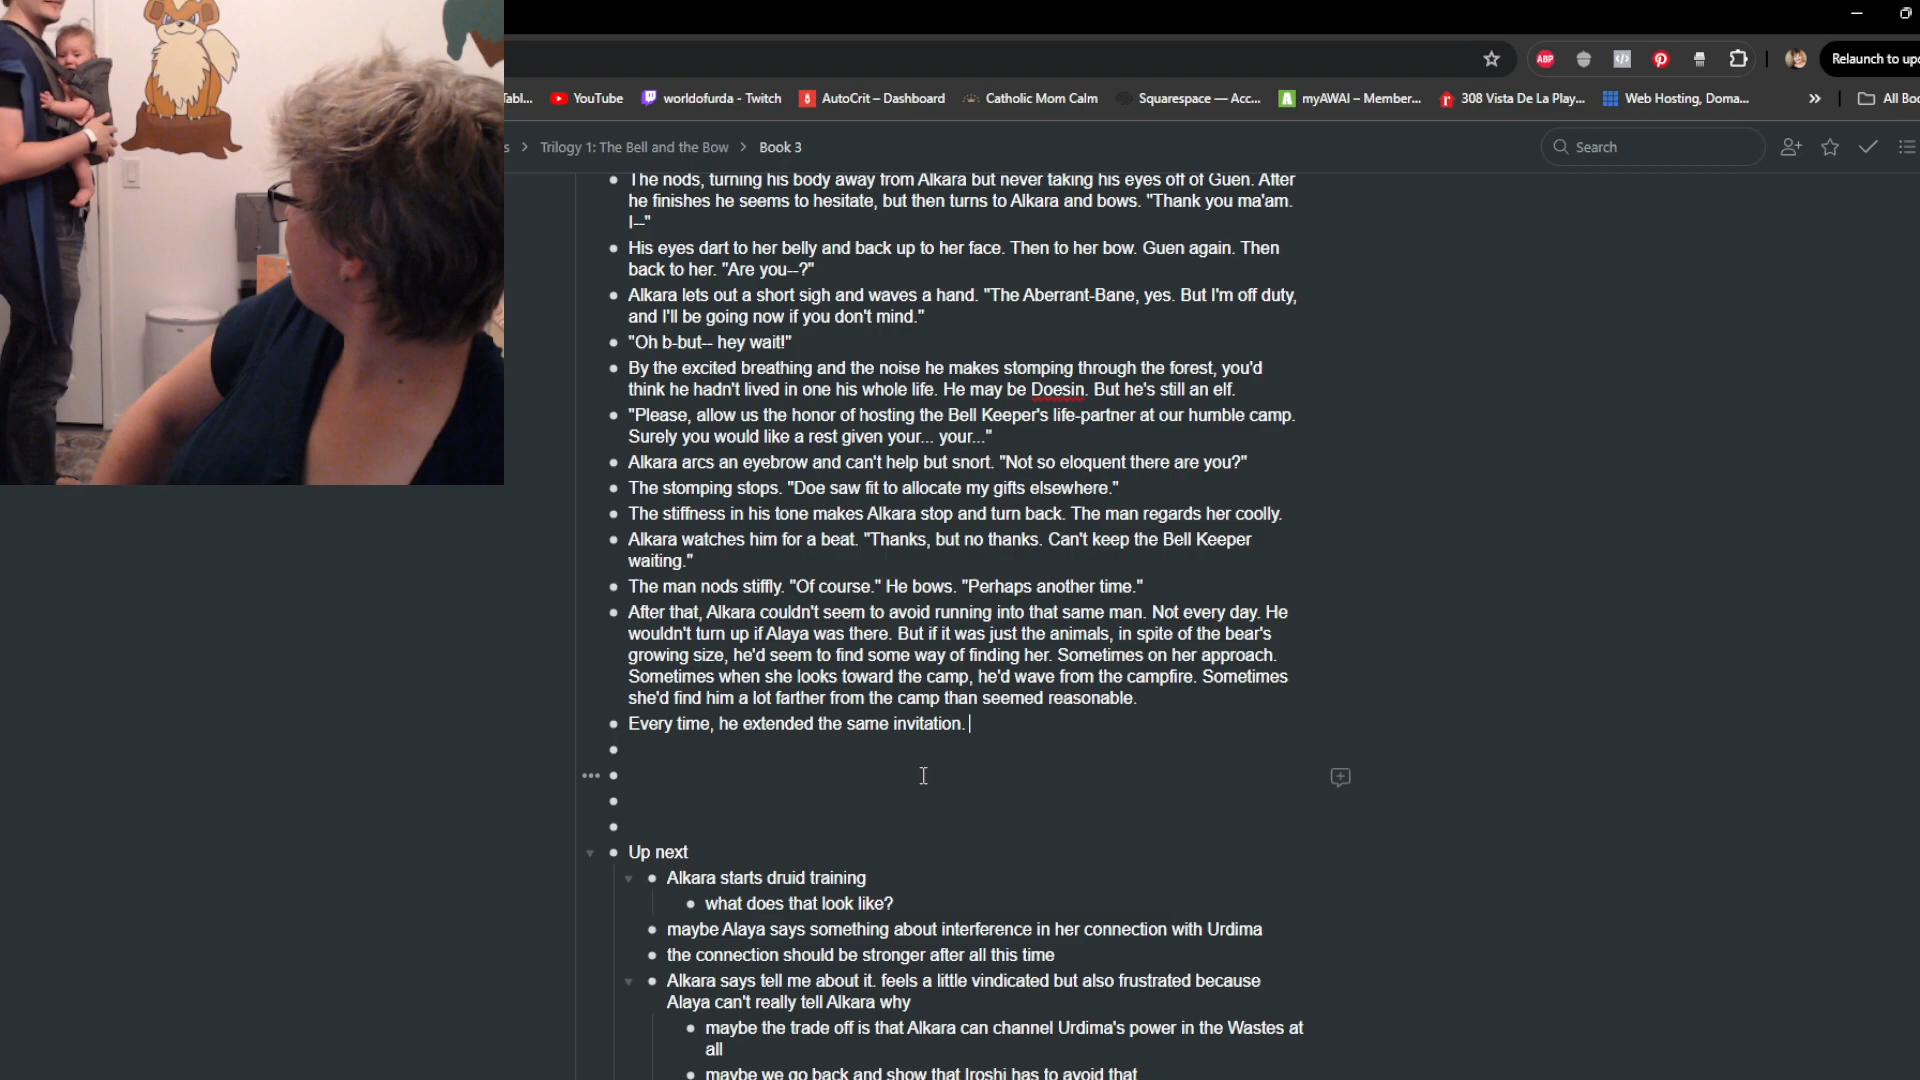 Relaunch to upd
Tabl...
YouTube
worldofurda - Twitch
AutoCrit – Dashboard
Catholic Mom Calm
Squarespace — Acc...
myAWAI – Member...
308 Vista De La Play...
Web Hosting, Doma...
»
All Boo
ABP
s > Trilogy 1: The Bell and the Bow > Book 3
Search
The nods, turning his body away from Alkara but never taking his eyes off of Guen. After
he finishes he seems to hesitate, but then turns to Alkara and bows. "Thank you ma'am.
I--"
His eyes dart to her belly and back up to her face. Then to her bow. Guen again. Then
back to her. "Are you--?"
Alkara lets out a short sigh and waves a hand. "The Aberrant-Bane, yes. But I'm off duty,
and I'll be going now if you don't mind."
"Oh b-but-- hey wait!"
By the excited breathing and the noise he makes stomping through the forest, you'd
think he hadn't lived in one his whole life. He may be Doesin. But he's still an elf.
"Please, allow us the honor of hosting the Bell Keeper's life-partner at our humble camp.
Surely you would like a rest given your... your..."
Alkara arcs an eyebrow and can't help but snort. "Not so eloquent there are you?"
The stomping stops. "Doe saw fit to allocate my gifts elsewhere."
The stiffness in his tone makes Alkara stop and turn back. The man regards her coolly.
Alkara watches him for a beat. "Thanks, but no thanks. Can't keep the Bell Keeper
waiting."
The man nods stiffly. "Of course." He bows. "Perhaps another time."
After that, Alkara couldn't seem to avoid running into that same man. Not every day. He
wouldn't turn up if Alaya was there. But if it was just the animals, in spite of the bear's
growing size, he'd seem to find some way of finding her. Sometimes on her approach.
Sometimes when she looks toward the camp, he'd wave from the campfire. Sometimes
she'd find him a lot farther from the camp than seemed reasonable.
Every time, he extended the same invitation.
Up next
Alkara starts druid training
what does that look like?
maybe Alaya says something about interference in her connection with Urdima
the connection should be stronger after all this time
Alkara says tell me about it. feels a little vindicated but also frustrated because
Alaya can't really tell Alkara why
maybe the trade off is that Alkara can channel Urdima's power in the Wastes at
all
maybe we go back and show that Iroshi has to avoid that